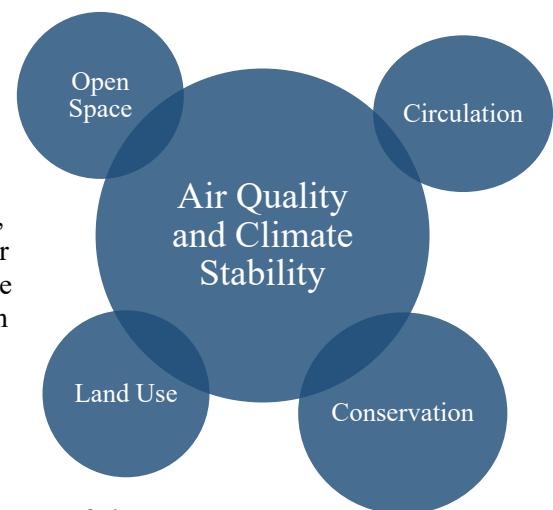 Open
Space
Circulation
Air Quality
and Climate
Stability
Land Use
Conservation